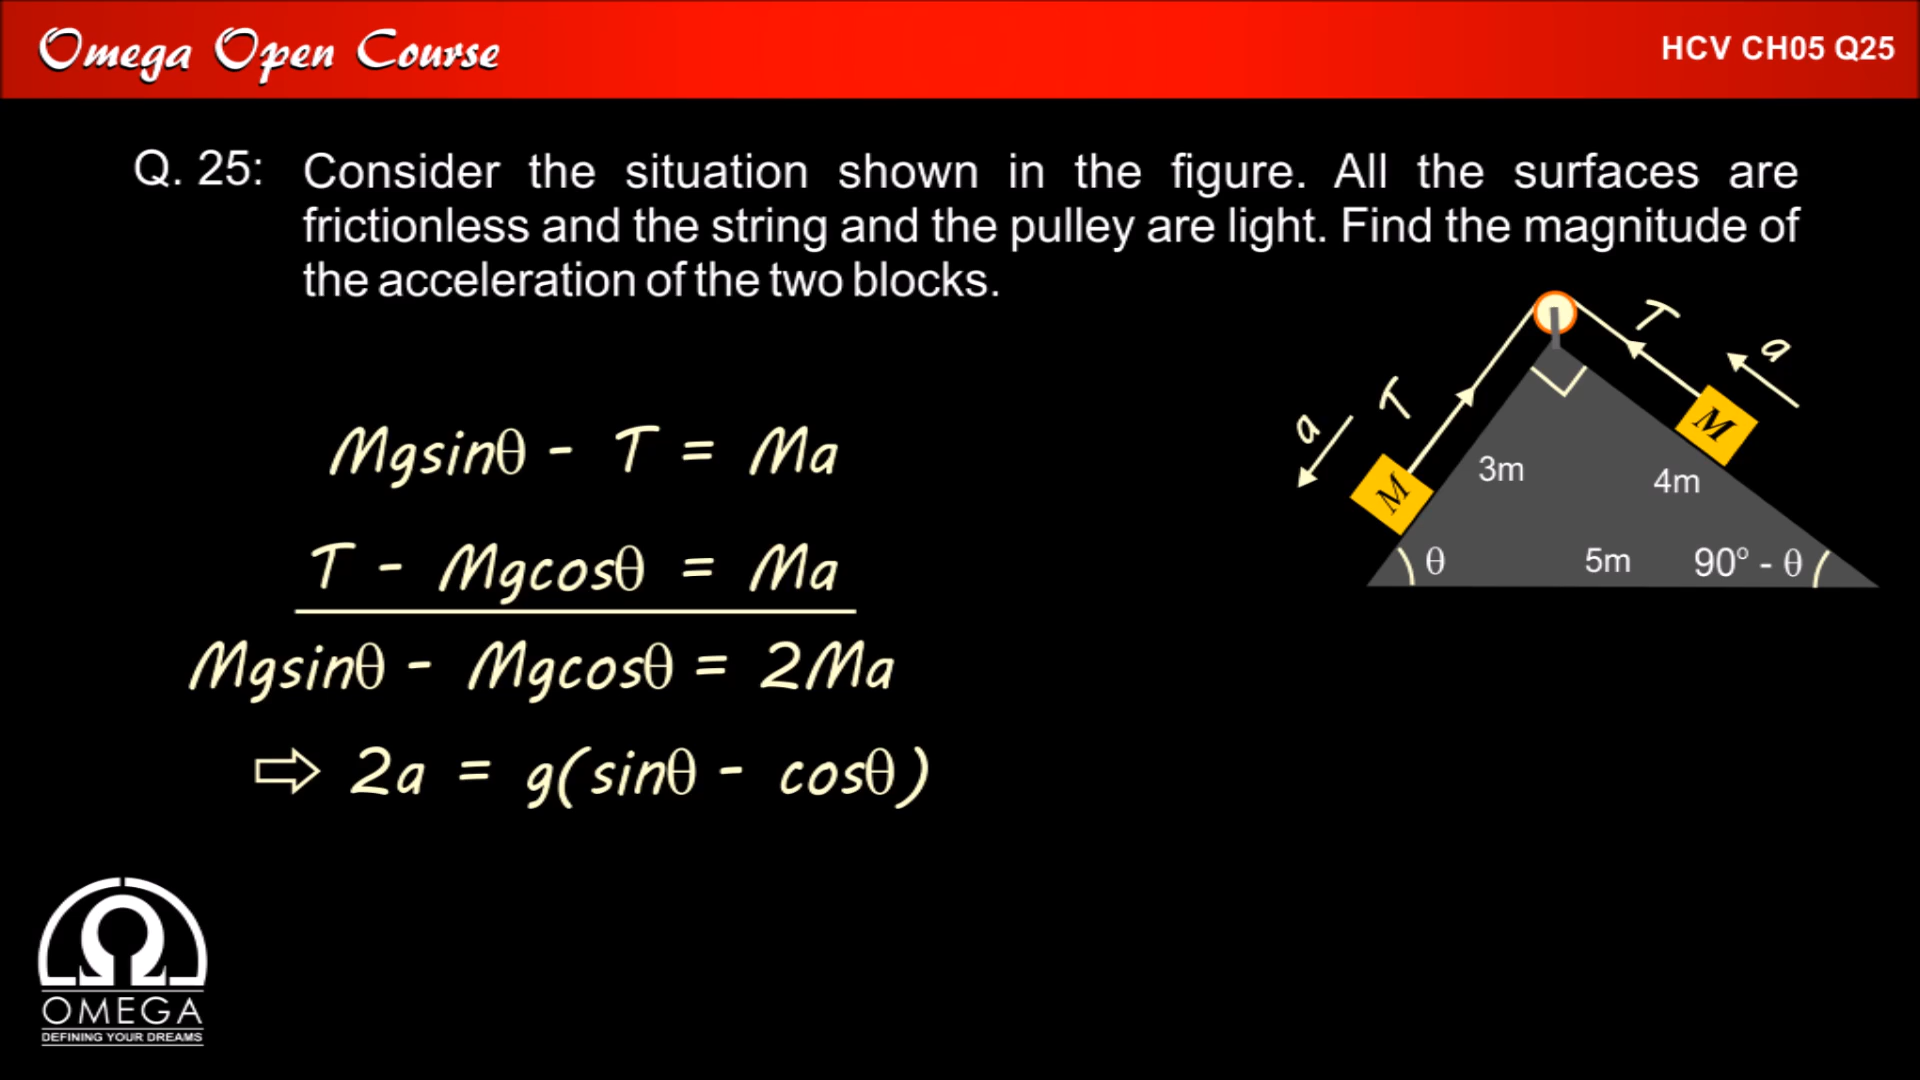 Omega Open Course
HCV CH05 Q25
Q. 25: Consider the situation shown in the figure. All the surfaces are
frictionless and the string and the pulley are light. Find the magnitude of
the acceleration of the two blocks.
T
a
a
T
M
M
3m
4m
θ
5m
90° - θ
Mgsinθ - T = Ma
T - Mgcosθ = Ma
Mgsinθ - Mgcosθ = 2Ma
⇨ 2a = g(sinθ - cosθ)
Ω
OMEGA
DEFINING YOUR DREAMS